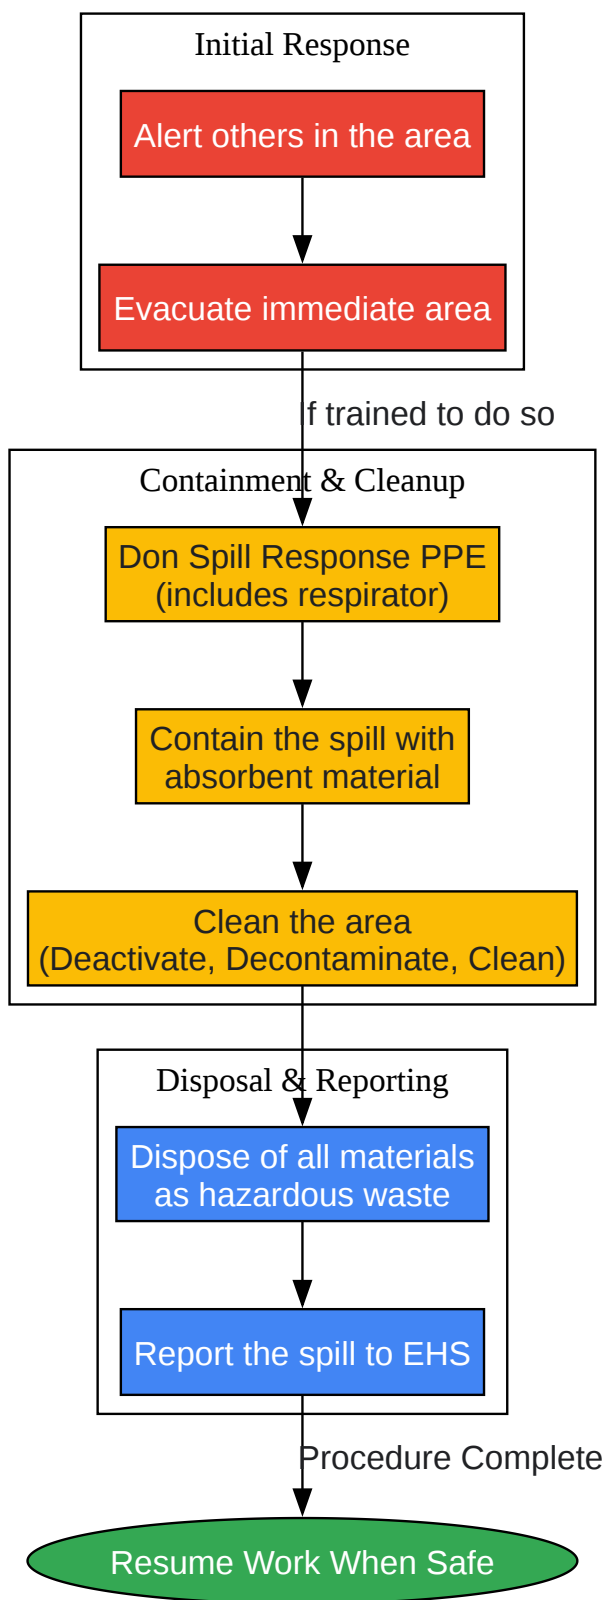 Initial Response
Alert others in the area
Evacuate immediate area
If trained to do so
Containment & Cleanup
Don Spill Response PPE
(includes respirator)
Contain the spill with
absorbent material
Clean the area
(Deactivate, Decontaminate, Clean)
Disposal & Reporting
Dispose of all materials
as hazardous waste
Report the spill to EHS
Procedure Complete
Resume Work When Safe